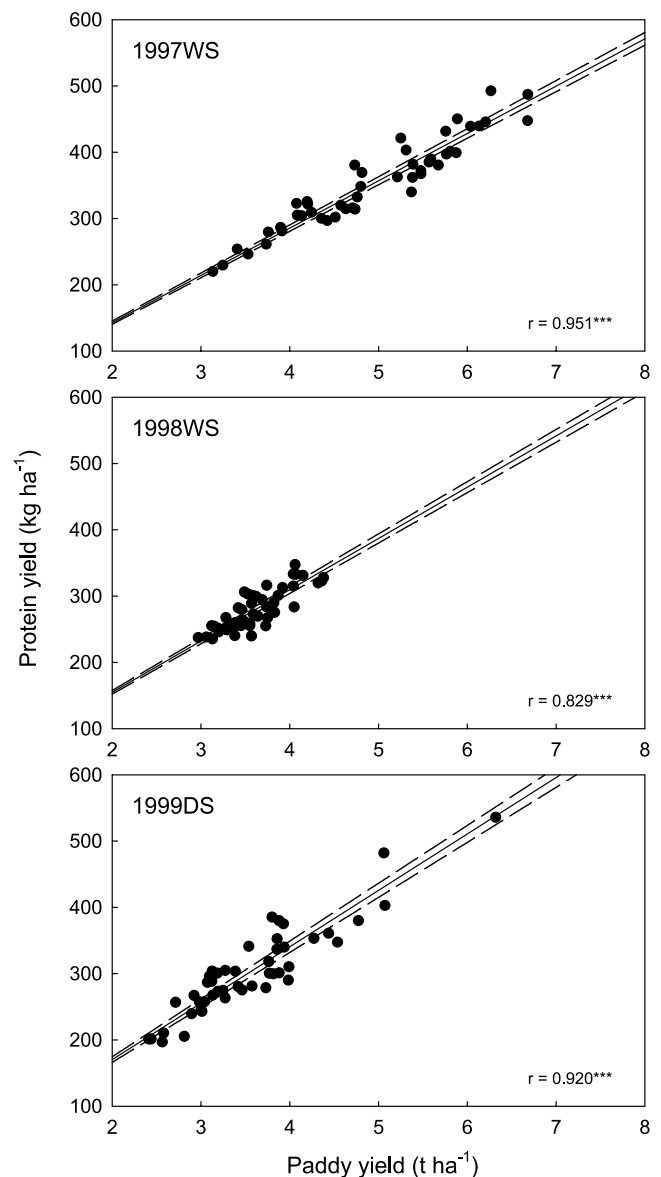 600
1997WS
500
400
300
200
r = 0.951***
100
2 3 4 5 6 7 8
600
1998WS
500
400
300
200
r = 0.829***
100
2 3 4 5 6 7 8
600
1999DS
500
400
300
200
r = 0.920***
100
2 3 4 5 6 7 8
Protein yield (kg ha⁻¹)
Paddy yield (t ha⁻¹)